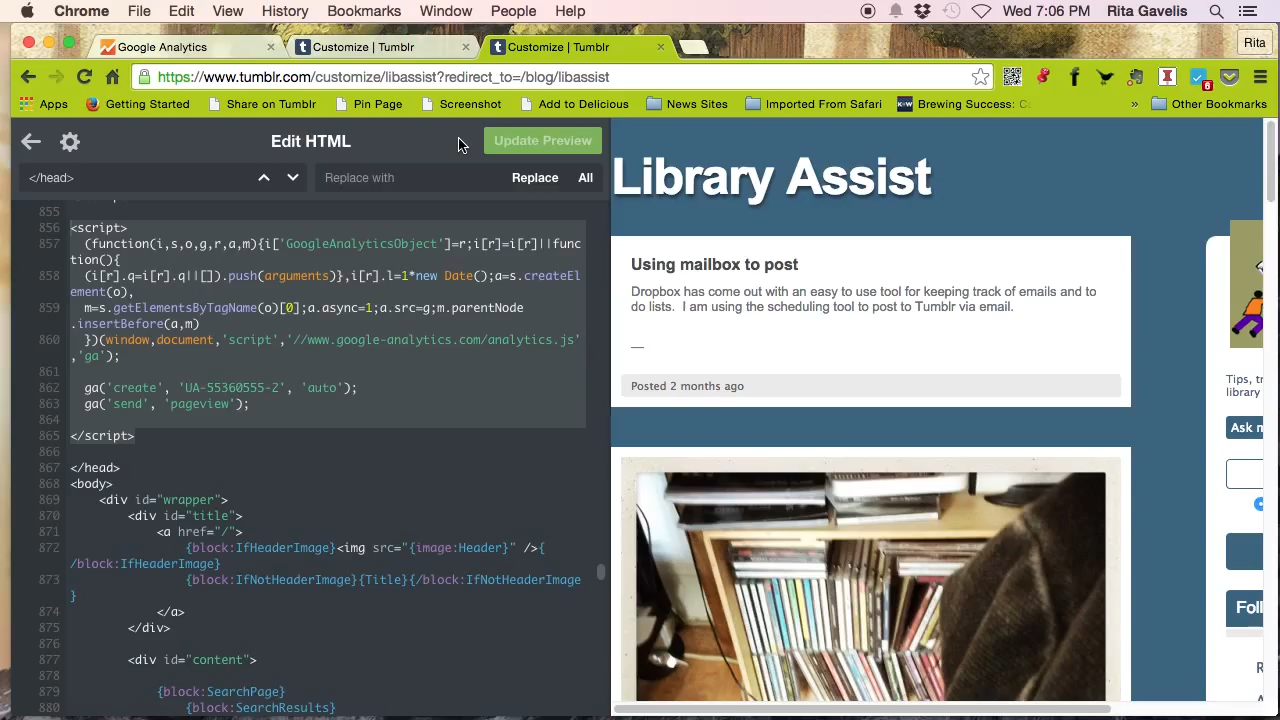 Chrome File Edit View History Bookmarks Window People Help Wed 7:06 PM Rita Gavelis
Google Analytics Customize | Tumblr Customize | Tumblr Rita
https://www.tumblr.com/customize/libassist?redirect_to=/blog/libassist
Apps Getting Started Share on Tumblr Pin Page Screenshot Add to Delicious News Sites Imported From Safari Brewing Success: » Other Bookmarks
Edit HTML Update Preview
</head> Replace with Replace All
855
856 <script>
857 (function(i,s,o,g,r,a,m){i['GoogleAnalyticsObject']=r;i[r]=i[r]||func
tion(){
858 (i[r].q=i[r].q||[]).push(arguments)},i[r].l=1*new Date();a=s.createEl
ement(o),
859 m=s.getElementsByTagName(o)[0];a.async=1;a.src=g;m.parentNode
.insertBefore(a,m)
860 })(window,document,'script','//www.google-analytics.com/analytics.js'
,'ga');
861
862 ga('create', 'UA-55360555-2', 'auto');
863 ga('send', 'pageview');
864
865 </script>
866
867 </head>
868 <body>
869 <div id="wrapper">
870 <div id="title">
871 <a href="/">
872 {block:IfHeaderImage}<img src="{image:Header}" />{
/block:IfHeaderImage}
873 {block:IfNotHeaderImage}{Title}{/block:IfNotHeaderImage
}
874 </a>
875 </div>
876
877 <div id="content">
878
879 {block:SearchPage}
880 {block:SearchResults}
Library Assist
Using mailbox to post
Dropbox has come out with an easy to use tool for keeping track of emails and to
do lists. I am using the scheduling tool to post to Tumblr via email.
—
Posted 2 months ago
Tips, tr
library
Ask m
Foll